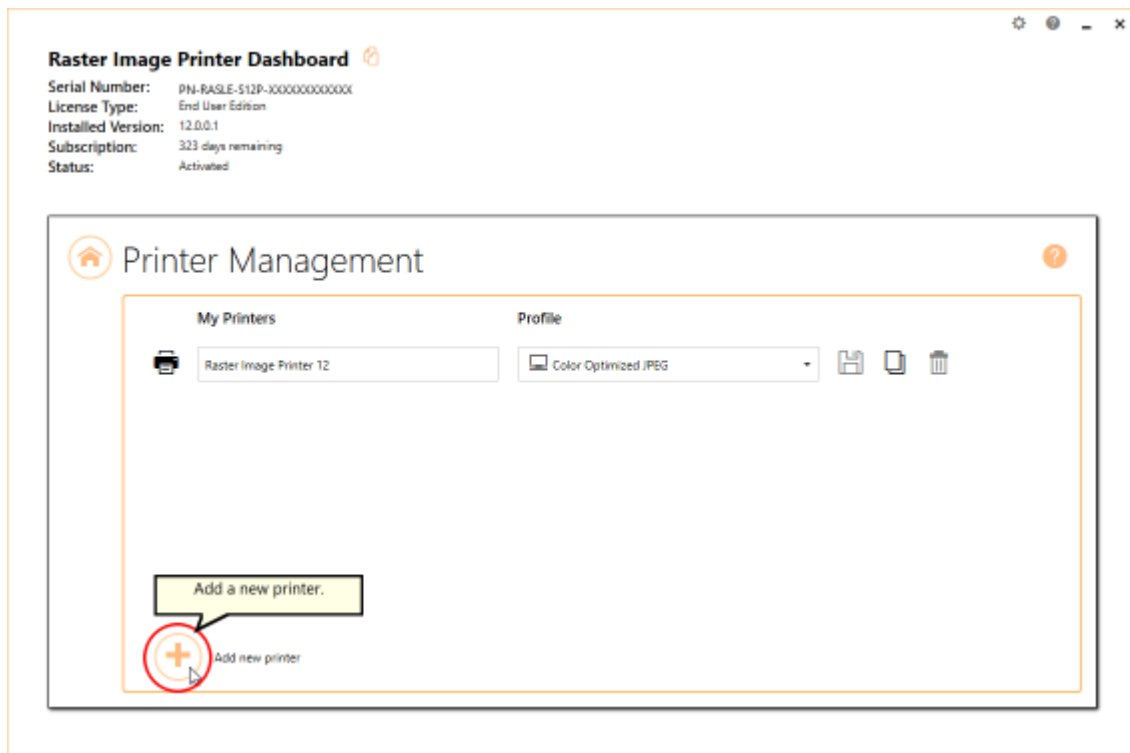 Raster Image Printer Dashboard
Serial Number: PN-RASLE-S12P-XXXXXXXXXXXX
License Type: End User Edition
Installed Version: 12.0.0.1
Subscription: 323 days remaining
Status: Activated
Printer Management
My Printers Profile
Raster Image Printer 12 Color Optimized JPEG
Add a new printer.
Add new printer